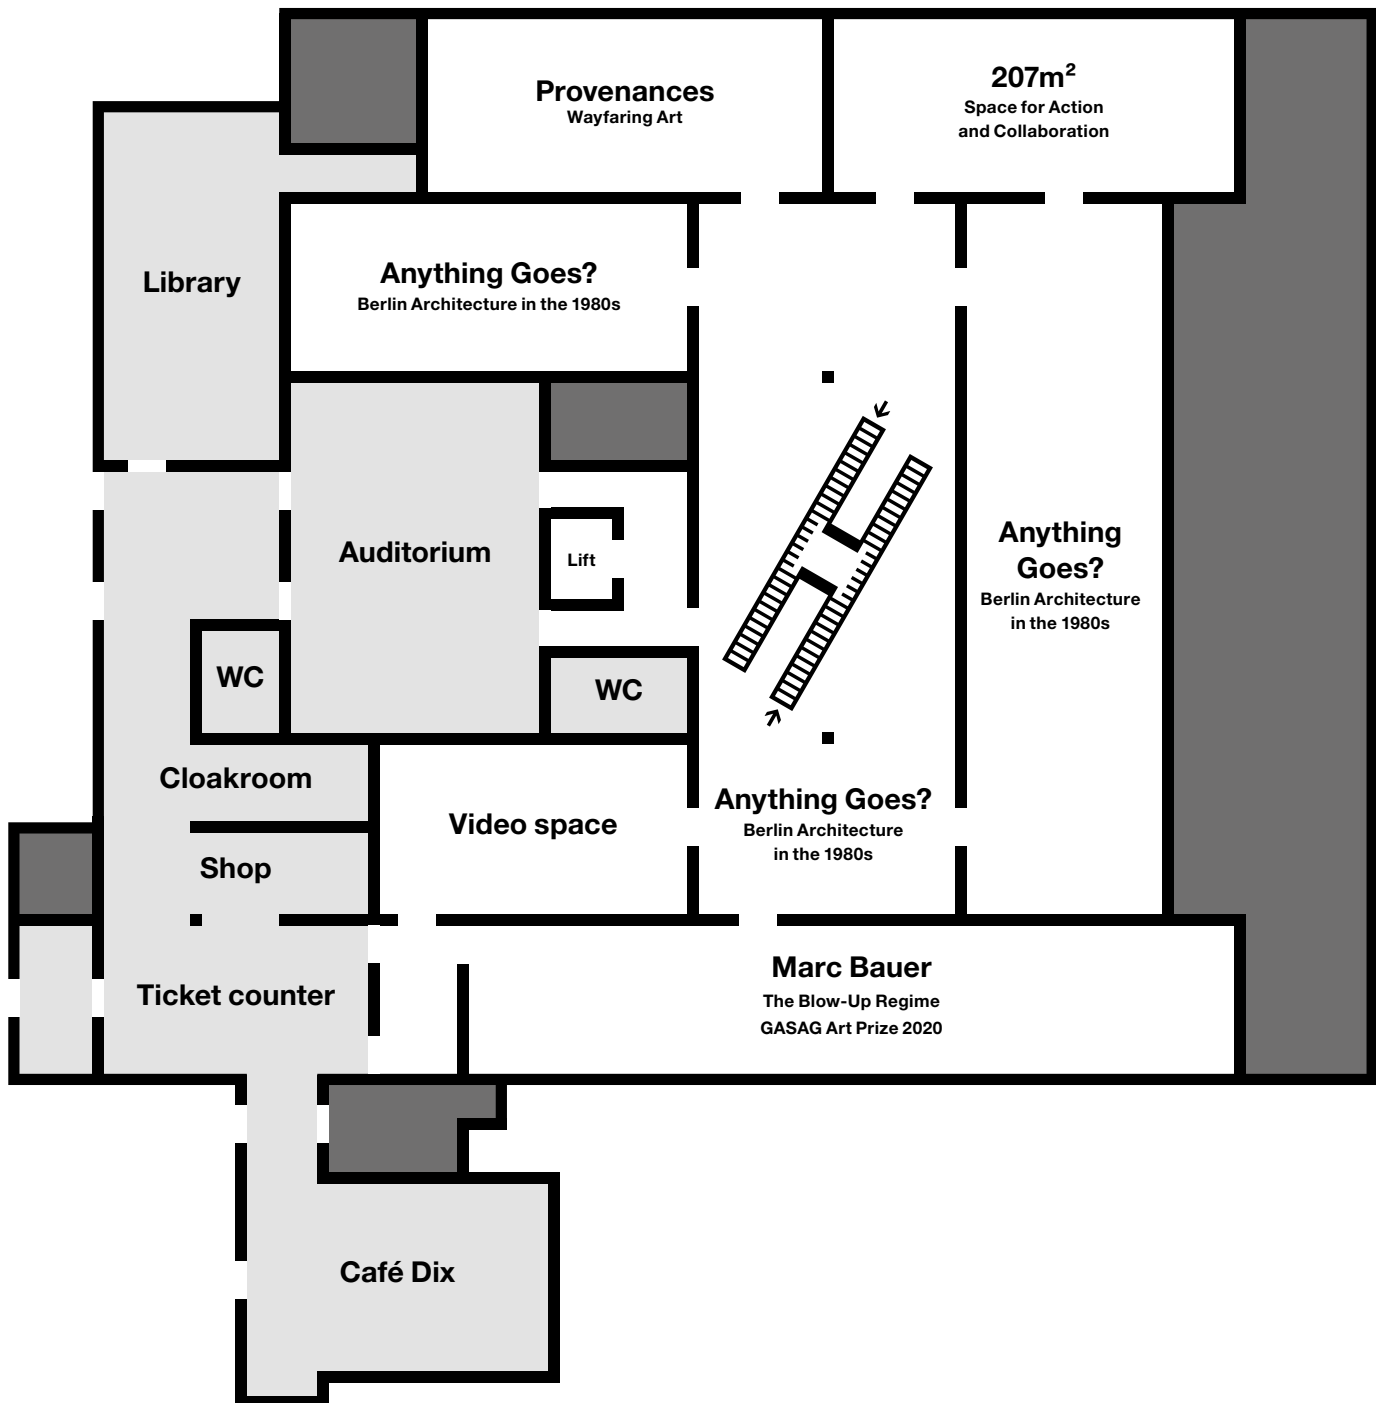 Provenances
Wayfaring Art
207m²
Space for Action
and Collaboration
Library
Anything Goes?
Berlin Architecture in the 1980s
Auditorium
Lift
Anything
Goes?
Berlin Architecture
in the 1980s
WC
WC
Cloakroom
Video space
Anything Goes?
Berlin Architecture
in the 1980s
Shop
Ticket counter
Marc Bauer
The Blow-Up Regime
GASAG Art Prize 2020
Café Dix